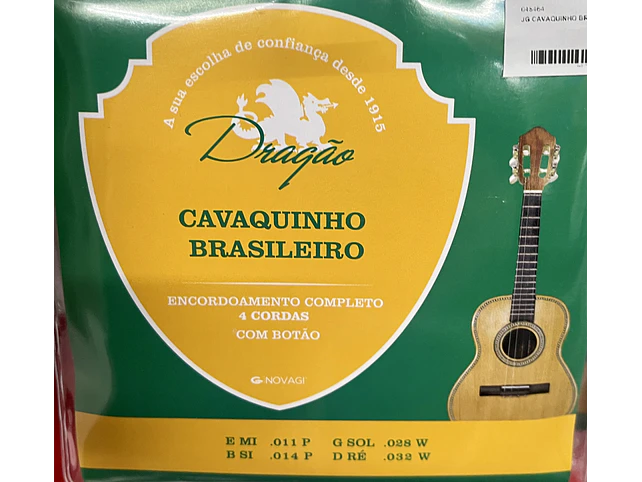 048464
JG CAVAQUINHO BR
A sua escolha de confiança desde 1915
Dragão
CAVAQUINHO
BRASILEIRO
ENCORDOAMENTO COMPLETO
4 CORDAS
COM BOTÃO
NOVAGI
E MI .011 P G SOL .028 W
B SI .014 P D RÉ .032 W